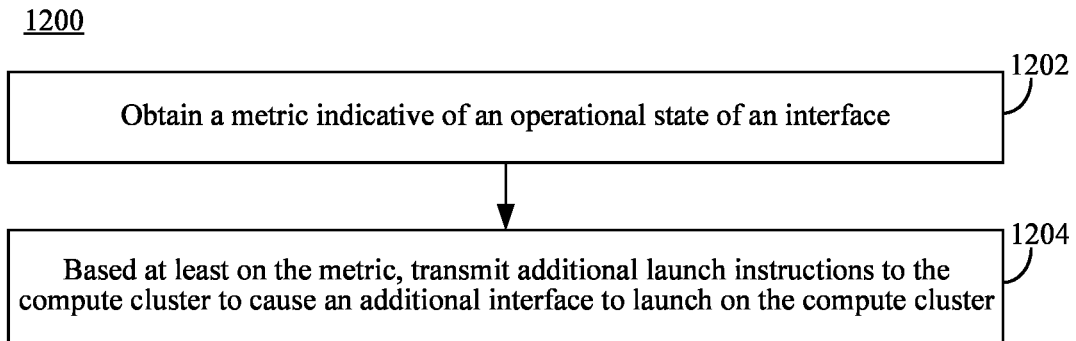 1200
1202
Obtain a metric indicative of an operational state of an interface
1204
Based at least on the metric, transmit additional launch instructions to the
compute cluster to cause an additional interface to launch on the compute cluster